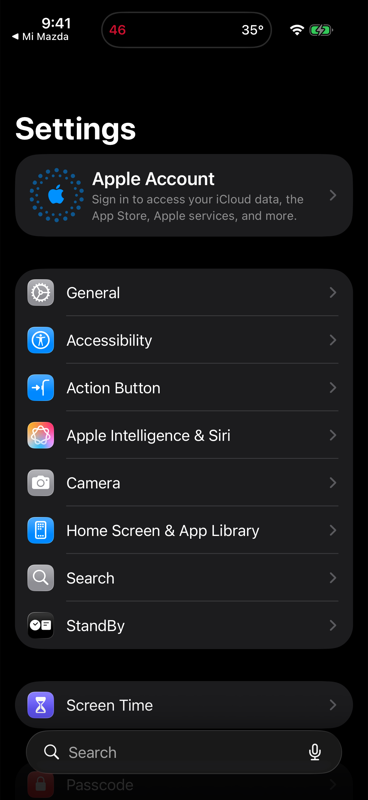 9:41
◀ Mi Mazda
46
35°
Settings
Apple Account
Sign in to access your iCloud data, the
App Store, Apple services, and more.
General
Accessibility
Action Button
Apple Intelligence & Siri
Camera
Home Screen & App Library
Search
StandBy
Screen Time
Search
Passcode